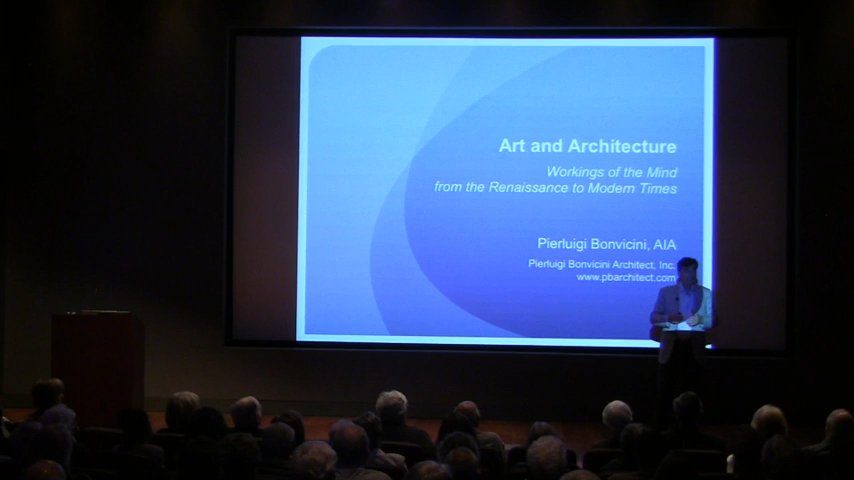 Art and Architecture
Workings of the Mind
from the Renaissance to Modern Times
Pierluigi Bonvicini, AIA
Pierluigi Bonvicini Architect, Inc.
www.pbarchitect.com